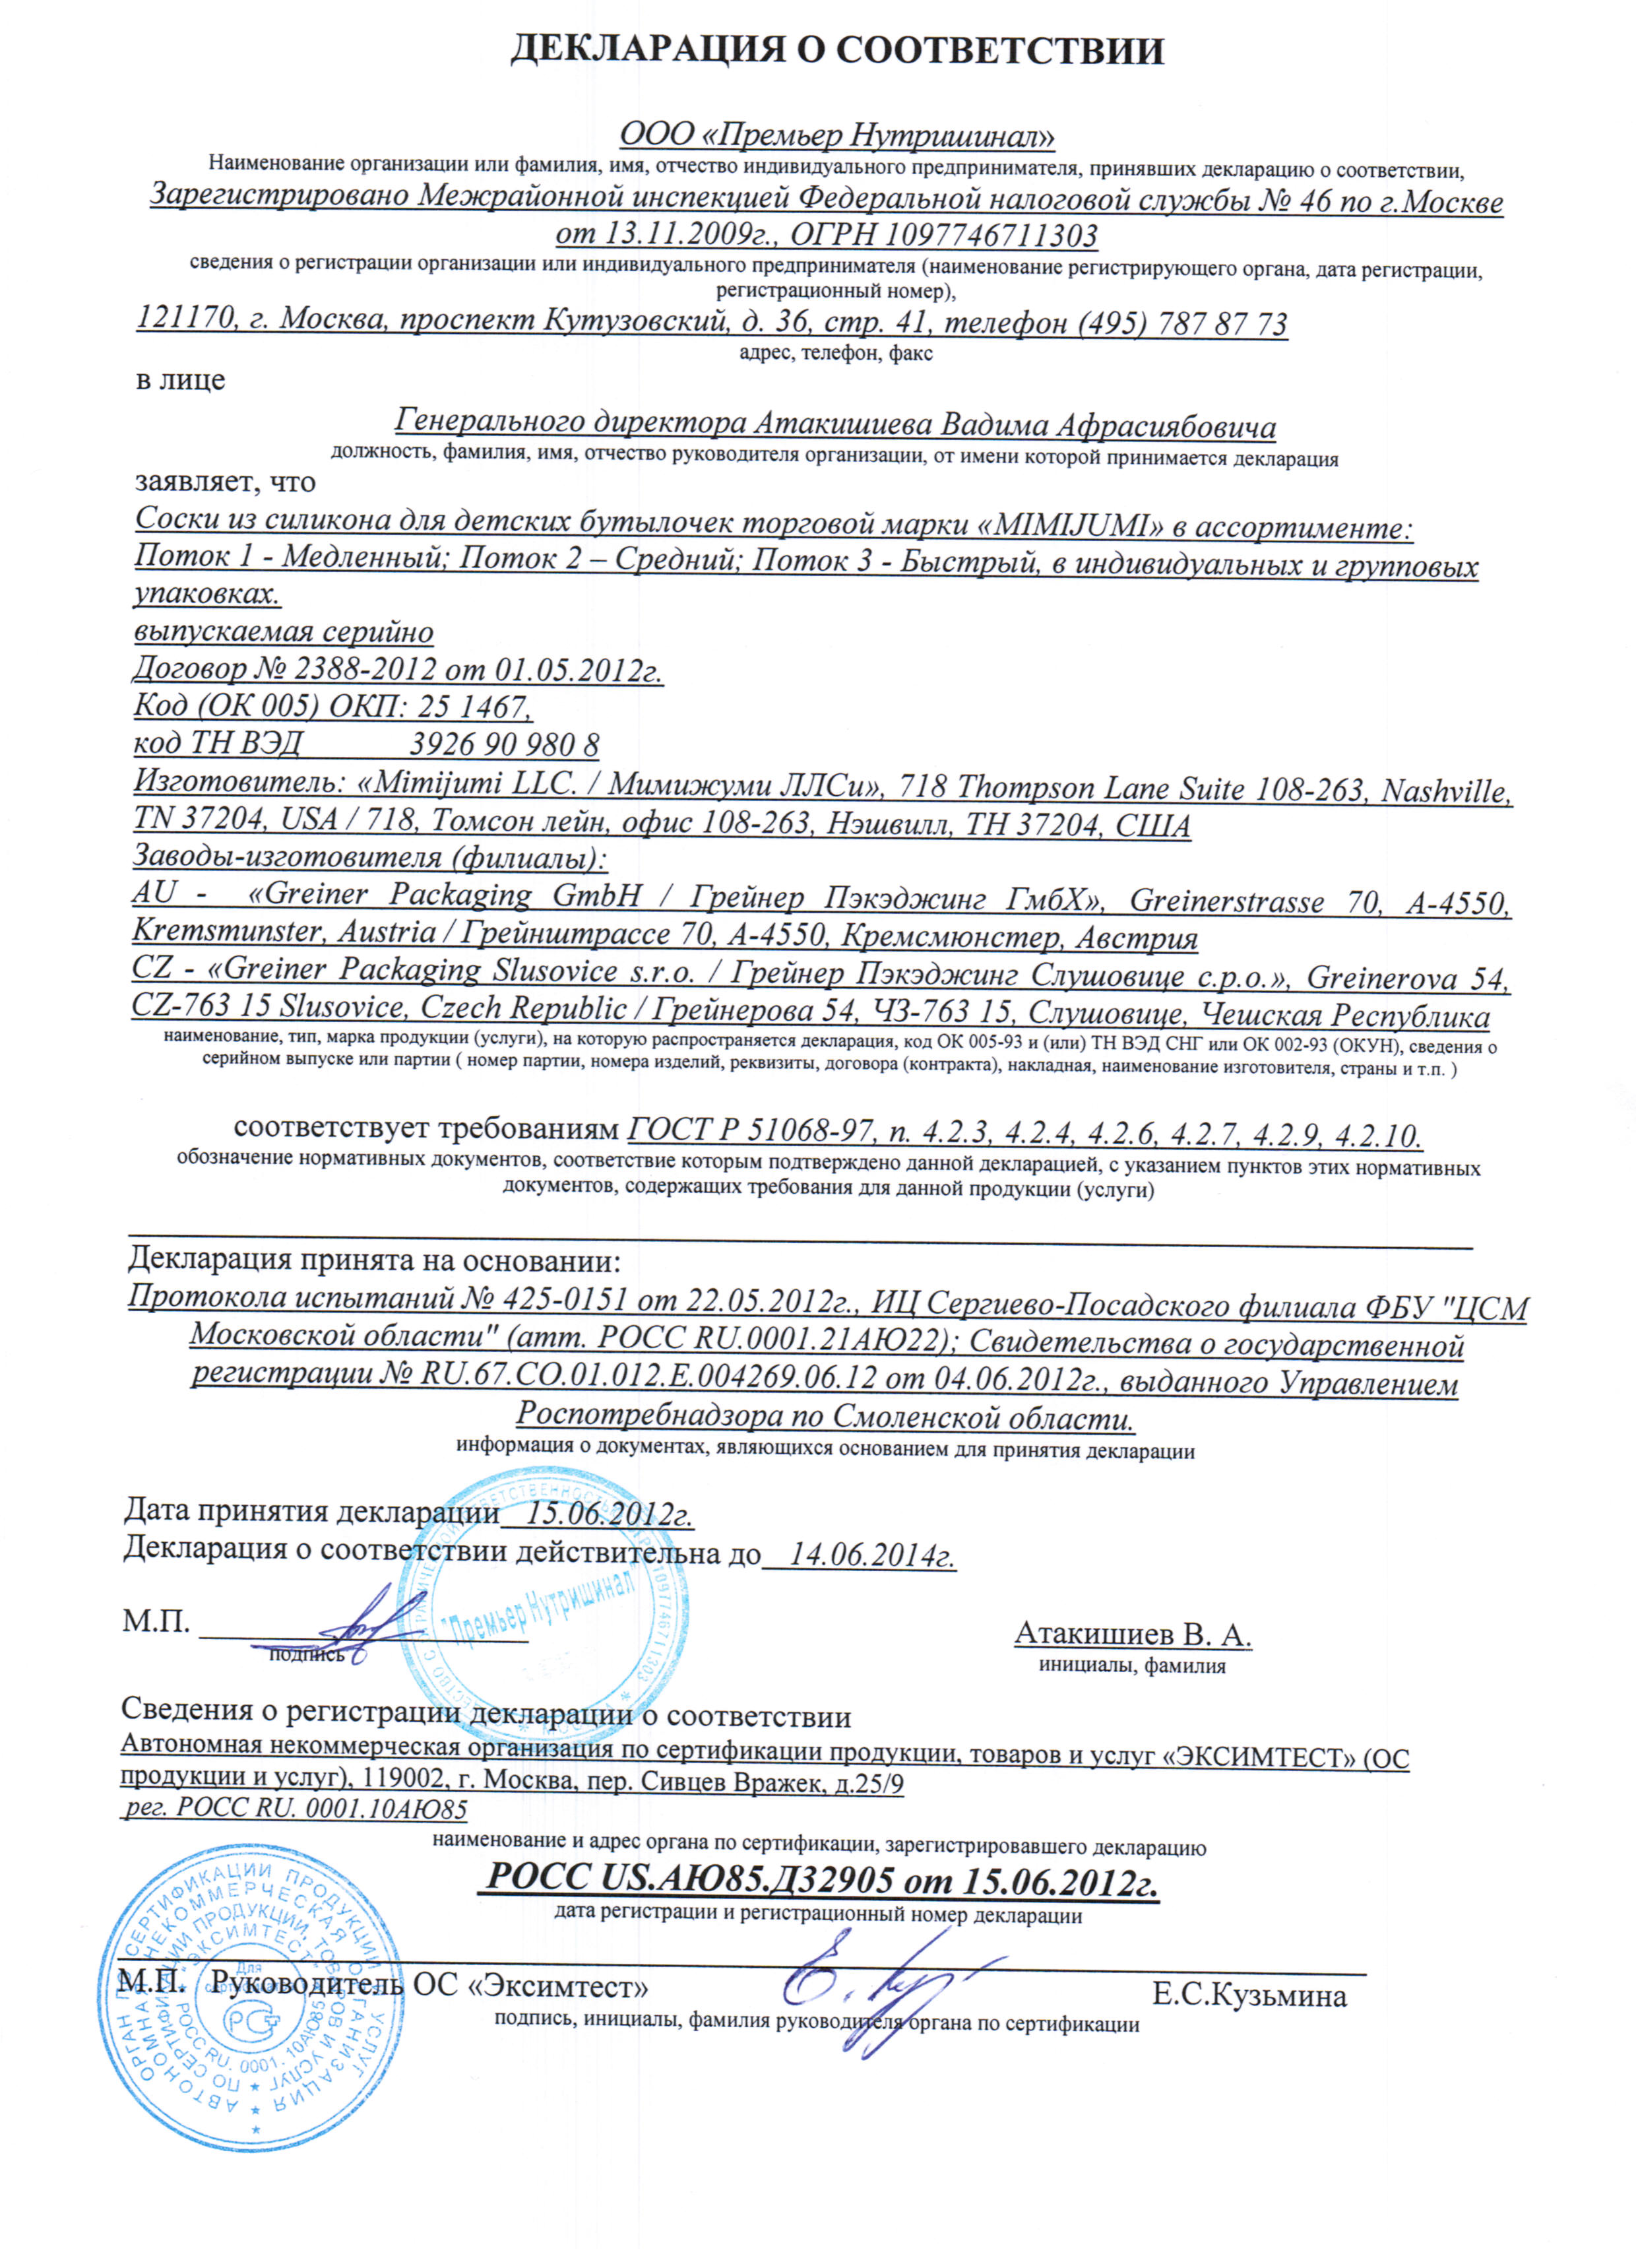 ДЕКЛАРАЦИЯ О СООТВЕТСТВИИ
ООО «Премьер Нутришинал»
Наименование организации или фамилия, имя, отчество индивидуального предпринимателя, принявших декларацию о соответствии,
Зарегистрировано Межрайонной инспекцией Федеральной налоговой службы № 46 по г.Москве
от 13.11.2009г., ОГРН 1097746711303
сведения о регистрации организации или индивидуального предпринимателя (наименование регистрирующего органа, дата регистрации,
регистрационный номер),
121170, г. Москва, проспект Кутузовский, д. 36, стр. 41, телефон (495) 787 87 73
адрес, телефон, факс
в лице
Генерального директора Атакишиева Вадима Афрасиябовича
должность, фамилия, имя, отчество руководителя организации, от имени которой принимается декларация
заявляет, что
Соски из силикона для детских бутылочек торговой марки «MIMIJUMI» в ассортименте:
Поток 1 - Медленный; Поток 2 – Средний; Поток 3 - Быстрый, в индивидуальных и групповых
упаковках.
выпускаемая серийно
Договор № 2388-2012 от 01.05.2012г.
Код (ОК 005) ОКП: 25 1467,
код ТН ВЭД 3926 90 980 8
Изготовитель: «Mimijumi LLC. / Мимижуми ЛЛСи», 718 Thompson Lane Suite 108-263, Nashville,
TN 37204, USA / 718, Томсон лейн, офис 108-263, Нэшвилл, ТН 37204, США
Заводы-изготовителя (филиалы):
AU - «Greiner Packaging GmbH / Грейнер Пэкэджинг ГмбХ», Greinerstrasse 70, A-4550,
Kremsmunster, Austria / Грейнштрассе 70, А-4550, Кремсмюнстер, Австрия
CZ - «Greiner Packaging Slusovice s.r.o. / Грейнер Пэкэджинг Слушовице с.р.о.», Greinerova 54,
CZ-763 15 Slusovice, Czech Republic / Грейнерова 54, ЧЗ-763 15, Слушовице, Чешская Республика
наименование, тип, марка продукции (услуги), на которую распространяется декларация, код ОК 005-93 и (или) ТН ВЭД СНГ или ОК 002-93 (ОКУН), сведения о
серийном выпуске или партии ( номер партии, номера изделий, реквизиты, договора (контракта), накладная, наименование изготовителя, страны и т.п. )
соответствует требованиям ГОСТ Р 51068-97, п. 4.2.3, 4.2.4, 4.2.6, 4.2.7, 4.2.9, 4.2.10.
обозначение нормативных документов, соответствие которым подтверждено данной декларацией, с указанием пунктов этих нормативных
документов, содержащих требования для данной продукции (услуги)
Декларация принята на основании:
Протокола испытаний № 425-0151 от 22.05.2012г., ИЦ Сергиево-Посадского филиала ФБУ "ЦСМ
Московской области" (атт. РОСС RU.0001.21АЮ22); Свидетельства о государственной
регистрации № RU.67.CO.01.012.E.004269.06.12 от 04.06.2012г., выданного Управлением
Роспотребнадзора по Смоленской области.
информация о документах, являющихся основанием для принятия декларации
Дата принятия декларации 15.06.2012г.
Декларация о соответствии действительна до 14.06.2014г.
"Премьер Нутришинал"
М.П.
Атакишиев В. А.
подпись
инициалы, фамилия
Сведения о регистрации декларации о соответствии
Автономная некоммерческая организация по сертификации продукции, товаров и услуг «ЭКСИМТЕСТ» (ОС
продукции и услуг), 119002, г. Москва, пер. Сивцев Вражек, д.25/9
рег. РОСС RU. 0001.10АЮ85
наименование и адрес органа по сертификации, зарегистрировавшего декларацию
РОСС US.АЮ85.Д32905 от 15.06.2012г.
дата регистрации и регистрационный номер декларации
М.П. Руководитель ОС «Эксимтест» Е.С.Кузьмина
подпись, инициалы, фамилия руководителя органа по сертификации
ОРГАН ПО СЕРТИФИКАЦИИ ПРОДУКЦИИ И УСЛУГ
АВТОНОМНАЯ НЕКОММЕРЧЕСКАЯ ОРГАНИЗАЦИЯ
ПО СЕРТИФИКАЦИИ ПРОДУКЦИИ, ТОВАРОВ И УСЛУГ
"ЭКСИМТЕСТ"
РОСС RU. 0001. 10АЮ85
Для